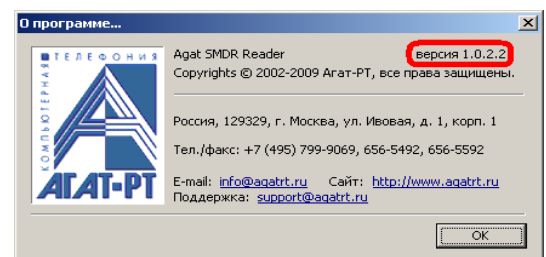 О программе...
ТЕЛЕФОНИЯ
КОМПЬЮТЕРНАЯ
АГАТ-РТ
Agat SMDR Reader версия 1.0.2.2
Copyrights © 2002-2009 Агат-РТ, все права защищены.
Россия, 129329, г. Москва, ул. Ивовая, д. 1, корп. 1
Тел./факс: +7 (495) 799-9069, 656-5492, 656-5592
E-mail: info@agatrt.ru Сайт: http://www.agatrt.ru
Поддержка: support@agatrt.ru
OK